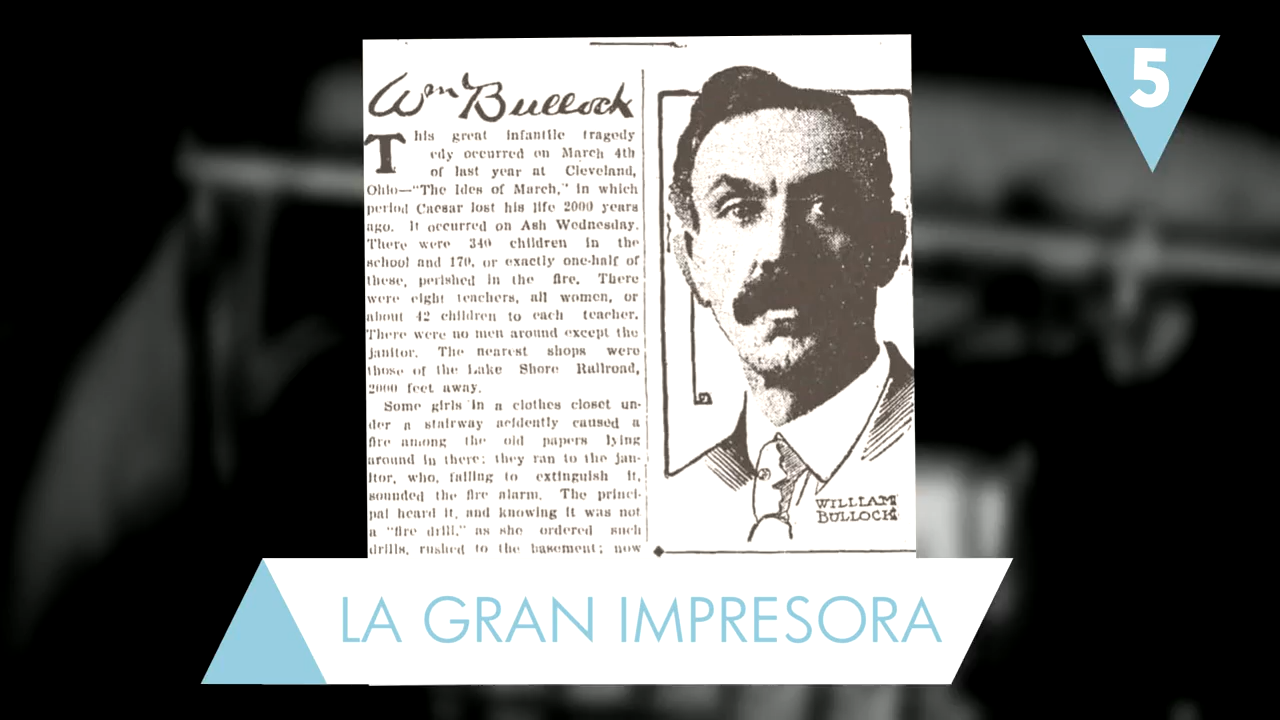 5
Wm Bullock
This great infantile tragedy
edy occurred on March 4th
of last year at Cleveland,
Ohio—"The Ides of March," in which
period Caesar lost his life 2000 years
ago. It occurred on Ash Wednesday.
There were 340 children in the
school and 170, or exactly one-half of
these, perished in the fire. There
were eight teachers, all women, or
about 42 children to each teacher.
There were no men around except the
janitor. The nearest shops were
those of the Lake Shore Railroad,
2000 feet away.
Some girls in a clothes closet un-
der a stairway acidently caused a
fire among the old papers lying
around in there; they ran to the jan-
itor, who, failing to extinguish it,
sounded the fire alarm. The princi-
pal heard it, and knowing it was not
a "fire drill," as she ordered such
drills, rushed to the basement; now
WILLIAM
BULLOCK
LA GRAN IMPRESORA